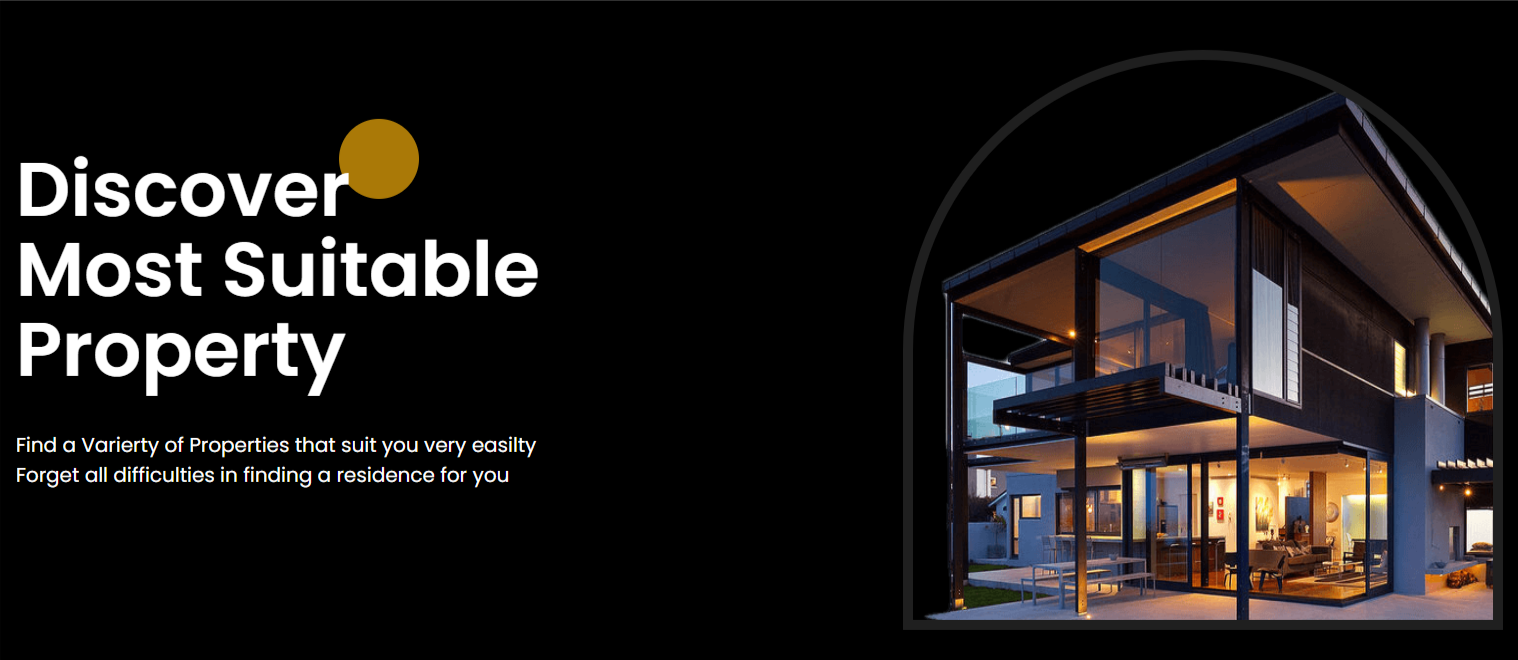 Discover
Most Suitable
Property
Find a Varierty of Properties that suit you very easilty
Forget all difficulties in finding a residence for you